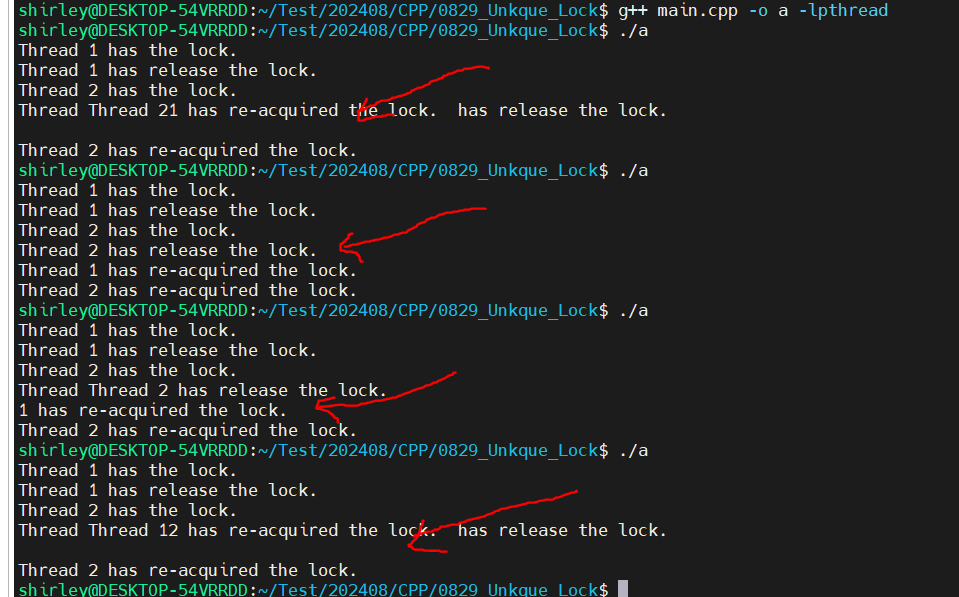 shirley@DESKTOP-54VRRDD:~/Test/202408/CPP/0829_Unkque_Lock$ g++ main.cpp -o a -lpthread
shirley@DESKTOP-54VRRDD:~/Test/202408/CPP/0829_Unkque_Lock$ ./a
Thread 1 has the lock.
Thread 1 has release the lock.
Thread 2 has the lock.
Thread Thread 21 has re-acquired the lock.  has release the lock.

Thread 2 has re-acquired the lock.
shirley@DESKTOP-54VRRDD:~/Test/202408/CPP/0829_Unkque_Lock$ ./a
Thread 1 has the lock.
Thread 1 has release the lock.
Thread 2 has the lock.
Thread 2 has release the lock.
Thread 1 has re-acquired the lock.
Thread 2 has re-acquired the lock.
shirley@DESKTOP-54VRRDD:~/Test/202408/CPP/0829_Unkque_Lock$ ./a
Thread 1 has the lock.
Thread 1 has release the lock.
Thread 2 has the lock.
Thread Thread 2 has release the lock.
1 has re-acquired the lock.
Thread 2 has re-acquired the lock.
shirley@DESKTOP-54VRRDD:~/Test/202408/CPP/0829_Unkque_Lock$ ./a
Thread 1 has the lock.
Thread 1 has release the lock.
Thread 2 has the lock.
Thread Thread 12 has re-acquired the lock.  has release the lock.

Thread 2 has re-acquired the lock.
shirley@DESKTOP-54VRRDD:~/Test/202408/CPP/0829_Unkque_Lock$